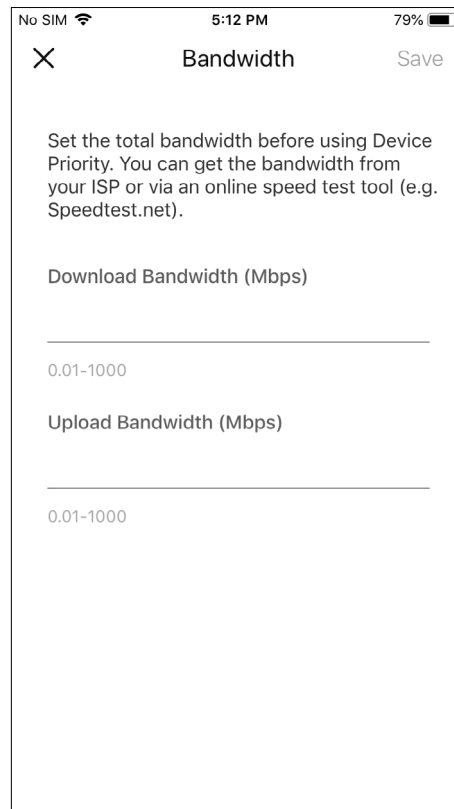 No SIM 5:12 PM 79%
Bandwidth Save
Set the total bandwidth before using Device
Priority. You can get the bandwidth from
your ISP or via an online speed test tool (e.g.
Speedtest.net).
Download Bandwidth (Mbps)
0.01-1000
Upload Bandwidth (Mbps)
0.01-1000